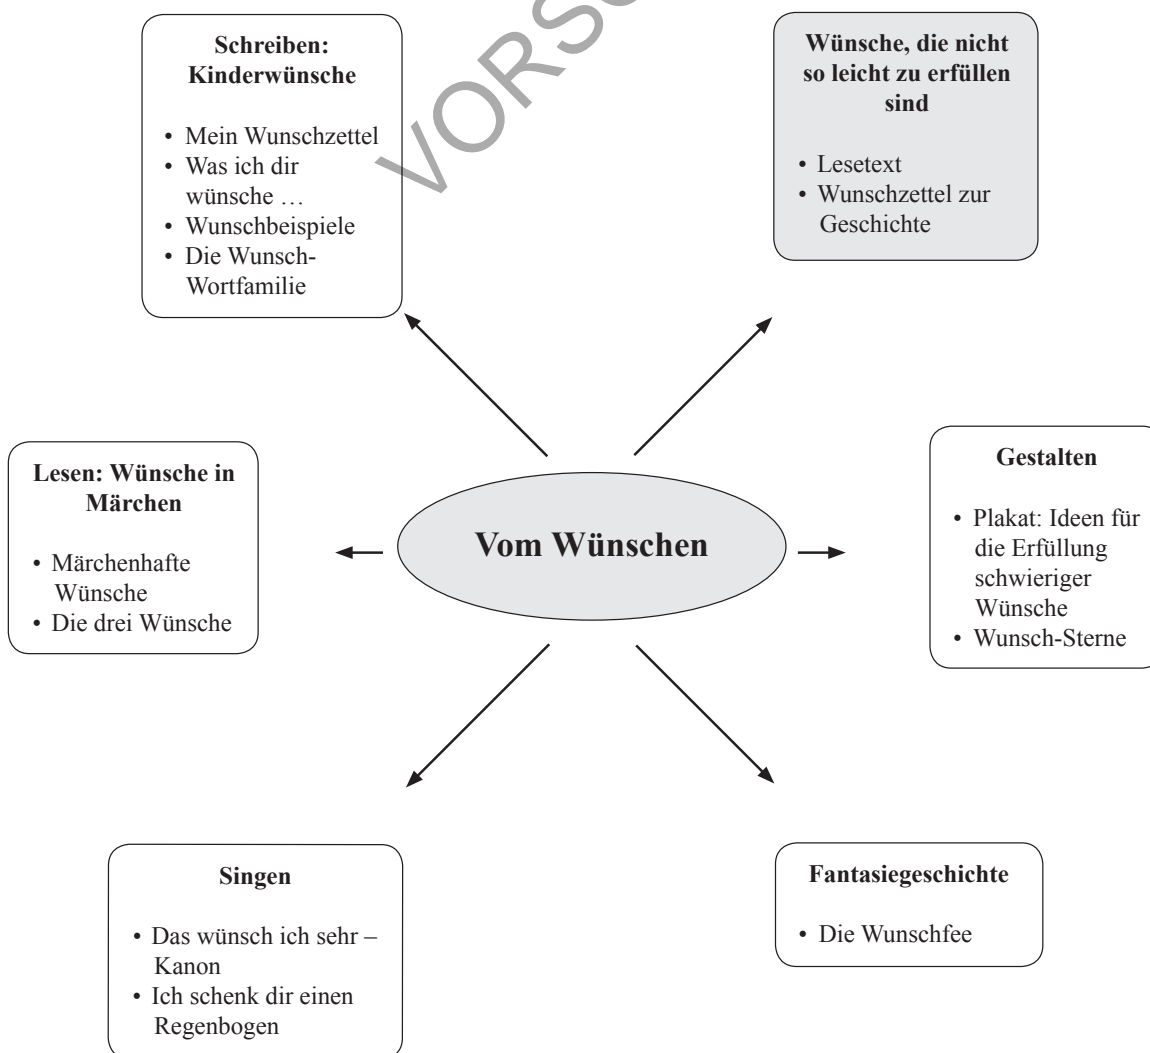 Schreiben:
Kinderwünsche
• Mein Wunschzettel
• Was ich dir
wünsche …
• Wunschbeispiele
• Die Wunsch-
Wortfamilie
Wünsche, die nicht
so leicht zu erfüllen
sind
• Lesetext
• Wunschzettel zur
Geschichte
Lesen: Wünsche in
Märchen
• Märchenhafte
Wünsche
• Die drei Wünsche
Vom Wünschen
Gestalten
• Plakat: Ideen für
die Erfüllung
schwieriger
Wünsche
• Wunsch-Sterne
Singen
• Das wünsch ich sehr –
Kanon
• Ich schenk dir einen
Regenbogen
Fantasiegeschichte
• Die Wunschfee